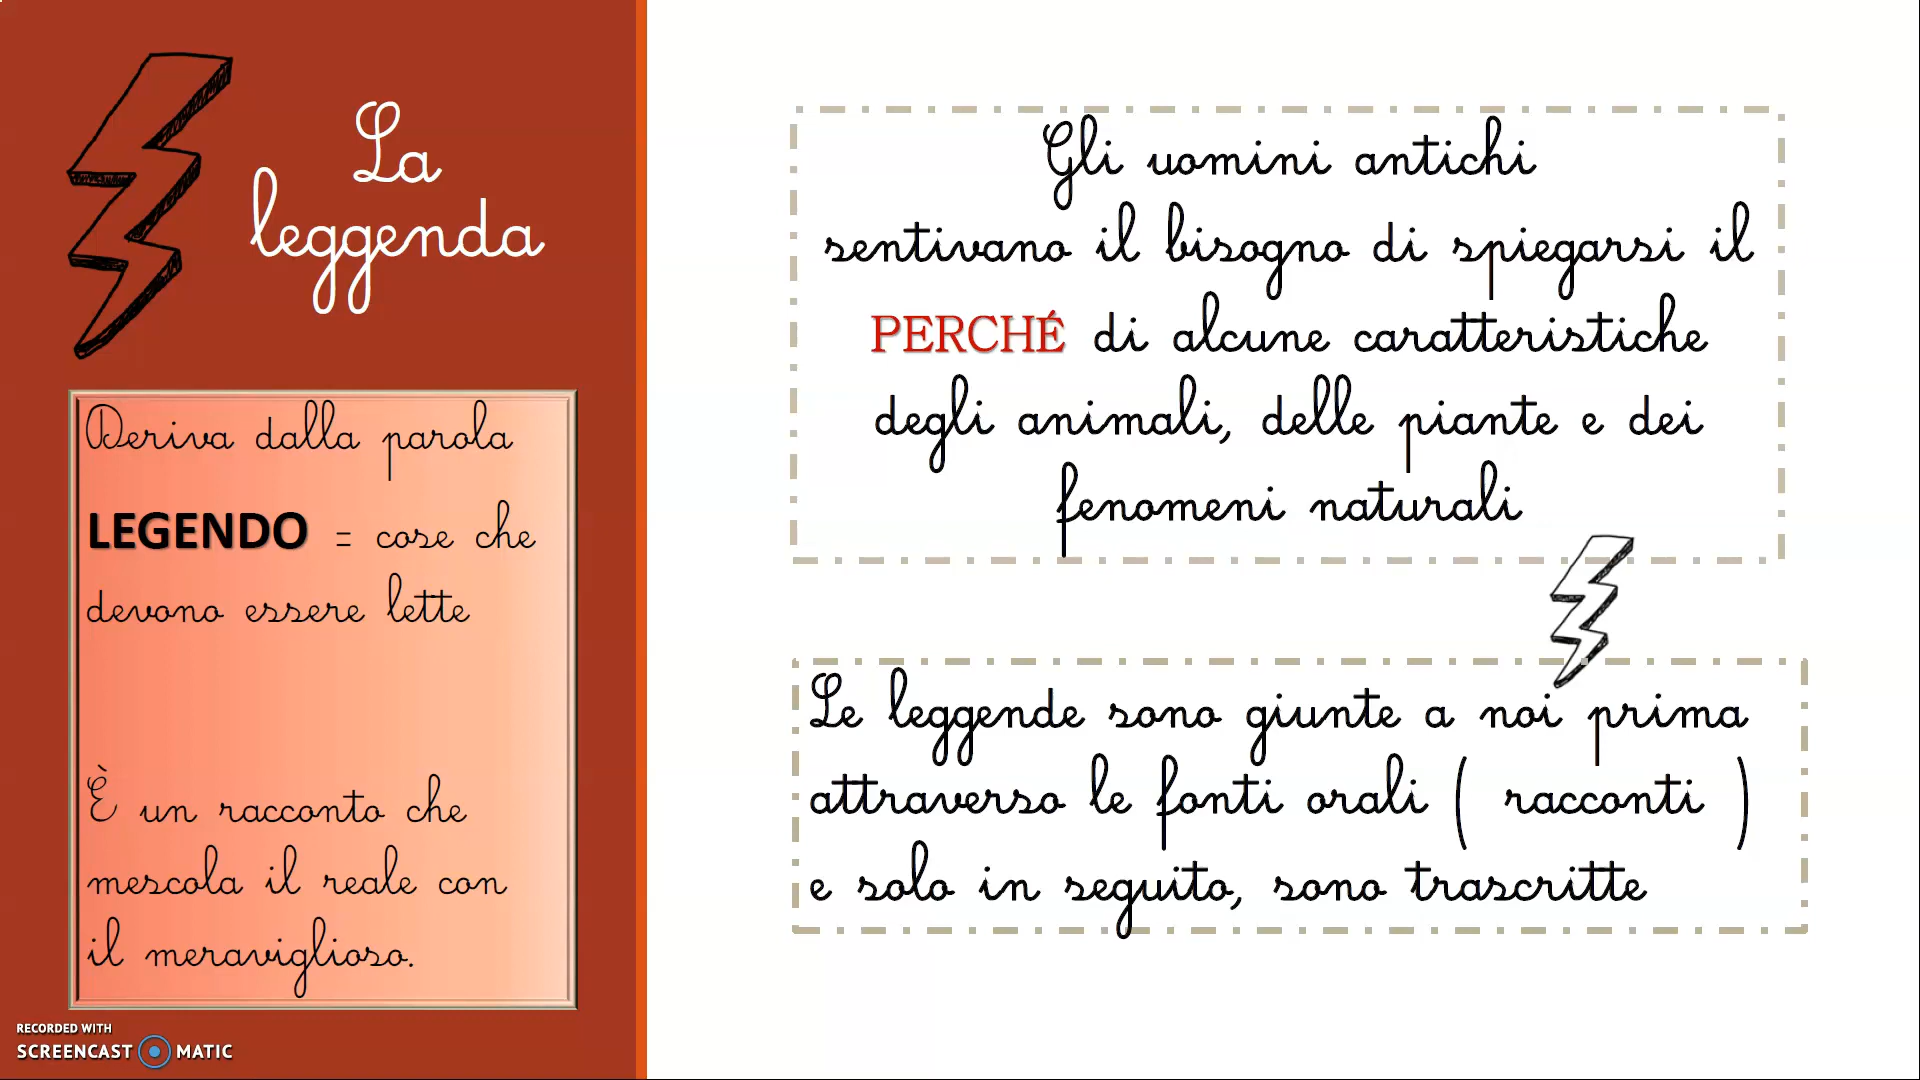 La
leggenda
Deriva dalla parola
LEGENDO = cose che
devono essere lette
È un racconto che
mescola il reale con
il meraviglioso.
Gli uomini antichi
sentivano il bisogno di spiegarsi il
PERCHÉ di alcune caratteristiche
degli animali, delle piante e dei
fenomeni naturali
Le leggende sono giunte a noi prima
attraverso le fonti orali ( racconti )
e solo in seguito, sono trascritte
RECORDED WITH
SCREENCAST MATIC